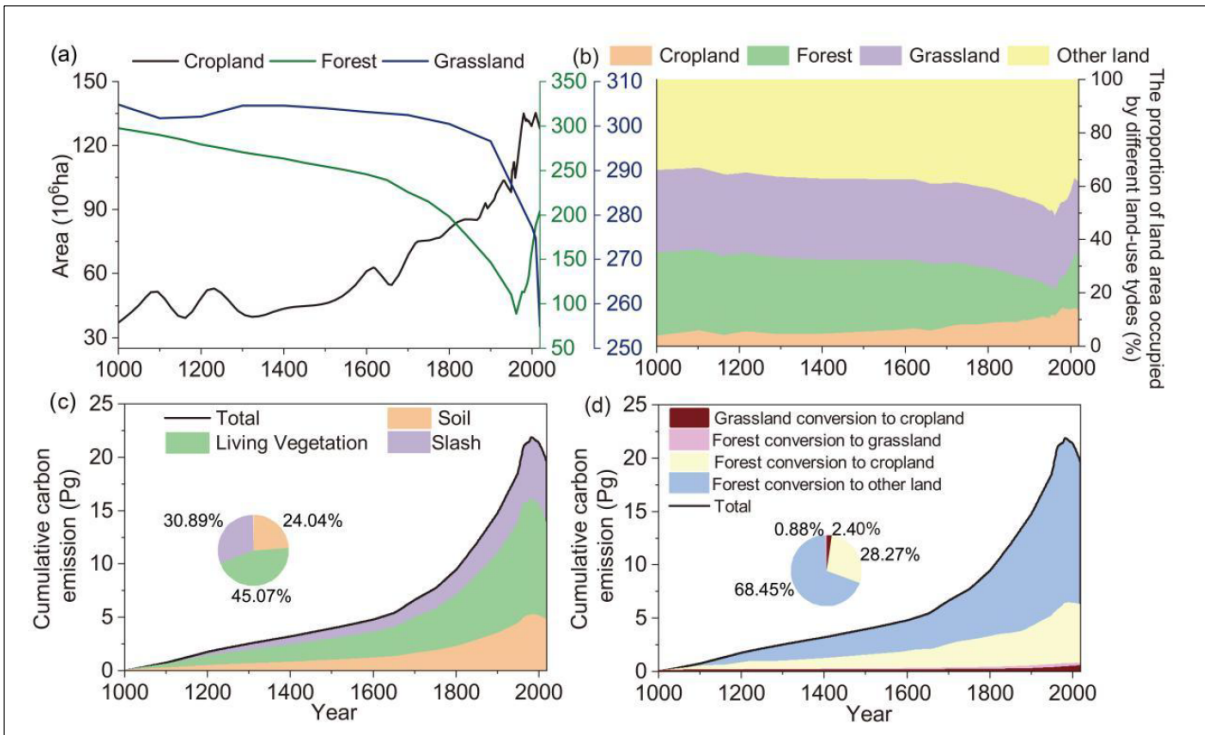 (a)
Cropland Forest Grassland
Area (10⁶ha)
150
120
90
60
30
350
300
250
200
150
100
50
310
300
290
280
270
260
250
1000 1200 1400 1600 1800 2000
(b) Cropland Forest Grassland Other land
100
80
60
40
20
0
The proportion of land area occupied
by different land-use tydes (%)
1000 1200 1400 1600 1800 2000
(c)
Total Soil
Living Vegetation Slash
Cumulative carbon
emission (Pg)
25
20
15
10
5
0
30.89% 24.04%
45.07%
1000 1200 1400 1600 1800 2000
Year
(d)
Grassland conversion to cropland
Forest conversion to grassland
Forest conversion to cropland
Forest conversion to other land
Total
Cumulative carbon
emission (Pg)
25
20
15
10
5
0
0.88% 2.40%
28.27%
68.45%
1000 1200 1400 1600 1800 2000
Year